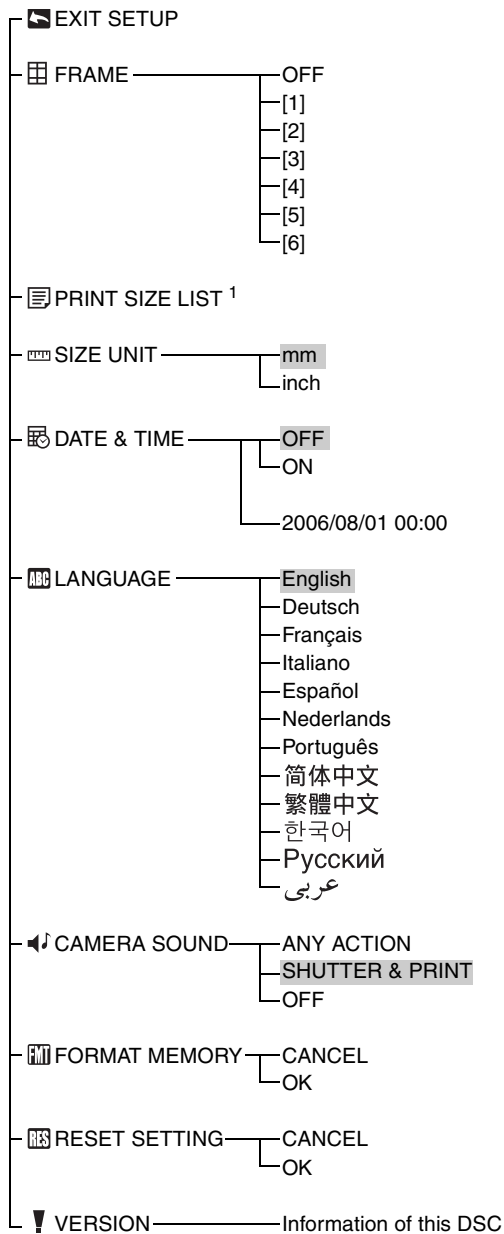 EXIT SETUP
FRAME OFF
[1]
[2]
[3]
[4]
[5]
[6]
PRINT SIZE LIST 1
SIZE UNIT mm
inch
DATE & TIME OFF
ON
2006/08/01 00:00
ABC LANGUAGE English
Deutsch
Français
Italiano
Español
Nederlands
Português
简体中文
繁體中文
한국어
Русский
عربى
CAMERA SOUND ANY ACTION
SHUTTER & PRINT
OFF
FMT FORMAT MEMORY CANCEL
OK
RES RESET SETTING CANCEL
OK
VERSION Information of this DSC